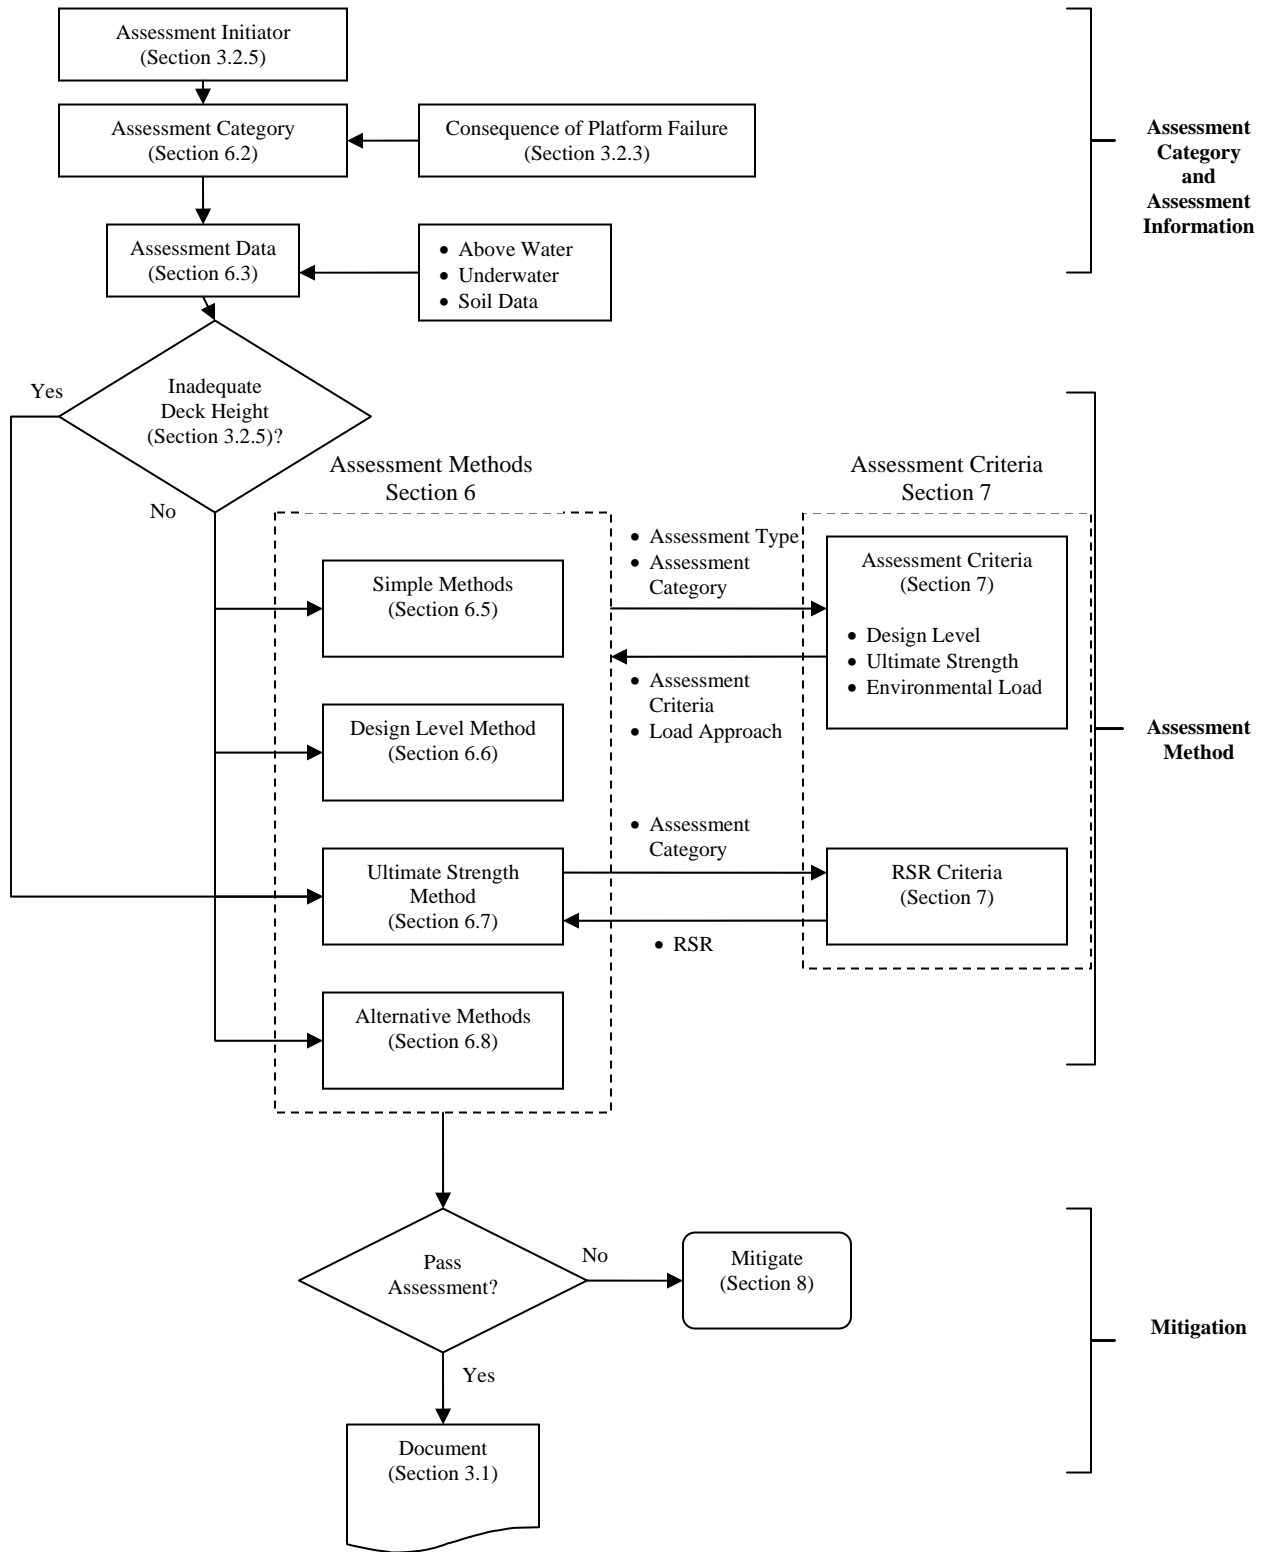 Assessment Initiator
(Section 3.2.5)
Assessment Category
(Section 6.2)
Consequence of Platform Failure
(Section 3.2.3)
Assessment
Category
and
Assessment
Information
Assessment Data
(Section 6.3)
• Above Water
• Underwater
• Soil Data
Yes
Inadequate
Deck Height
(Section 3.2.5)?
No
Assessment Methods
Section 6
Assessment Criteria
Section 7
Simple Methods
(Section 6.5)
• Assessment Type
• Assessment
Category
Assessment Criteria
(Section 7)
• Design Level
• Ultimate Strength
• Environmental Load
• Assessment
Criteria
• Load Approach
Design Level Method
(Section 6.6)
Assessment
Method
• Assessment
Category
Ultimate Strength
Method
(Section 6.7)
RSR Criteria
(Section 7)
• RSR
Alternative Methods
(Section 6.8)
Pass
Assessment?
No
Mitigate
(Section 8)
Mitigation
Yes
Document
(Section 3.1)